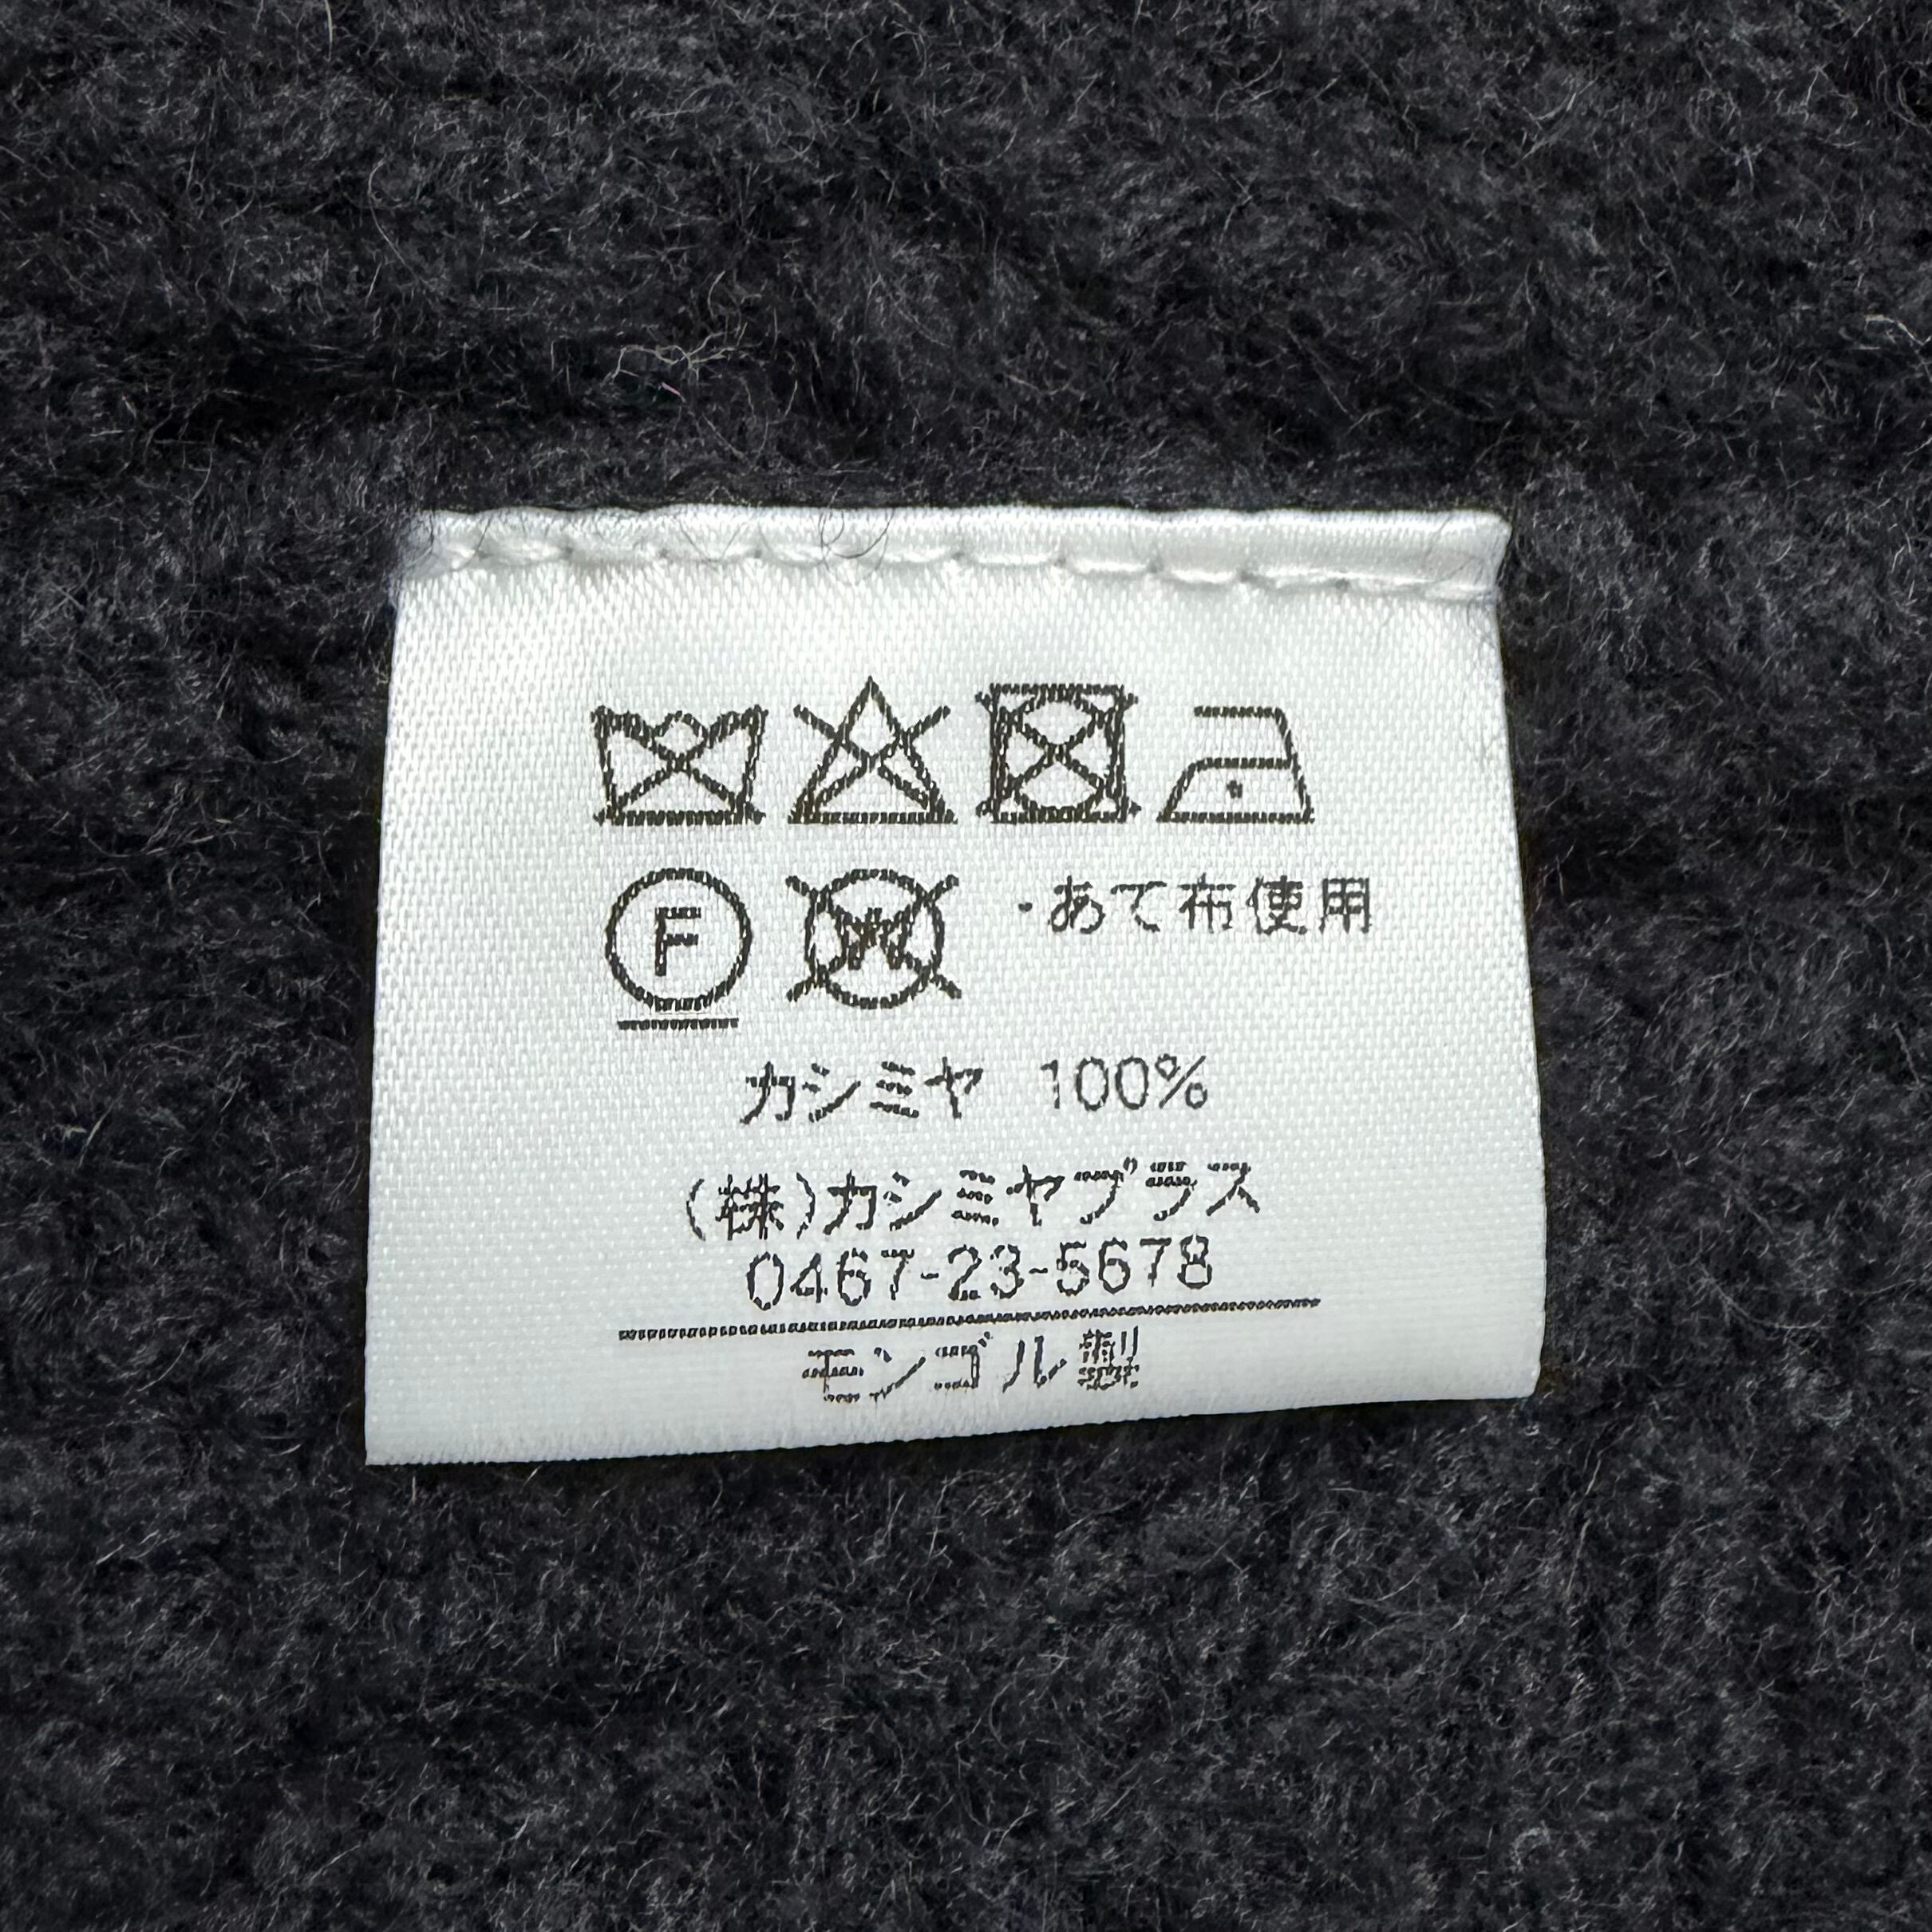 F W ・あて布使用
カシミヤ 100%
(株)カシミヤプラス
0467-23-5678
モンゴル製